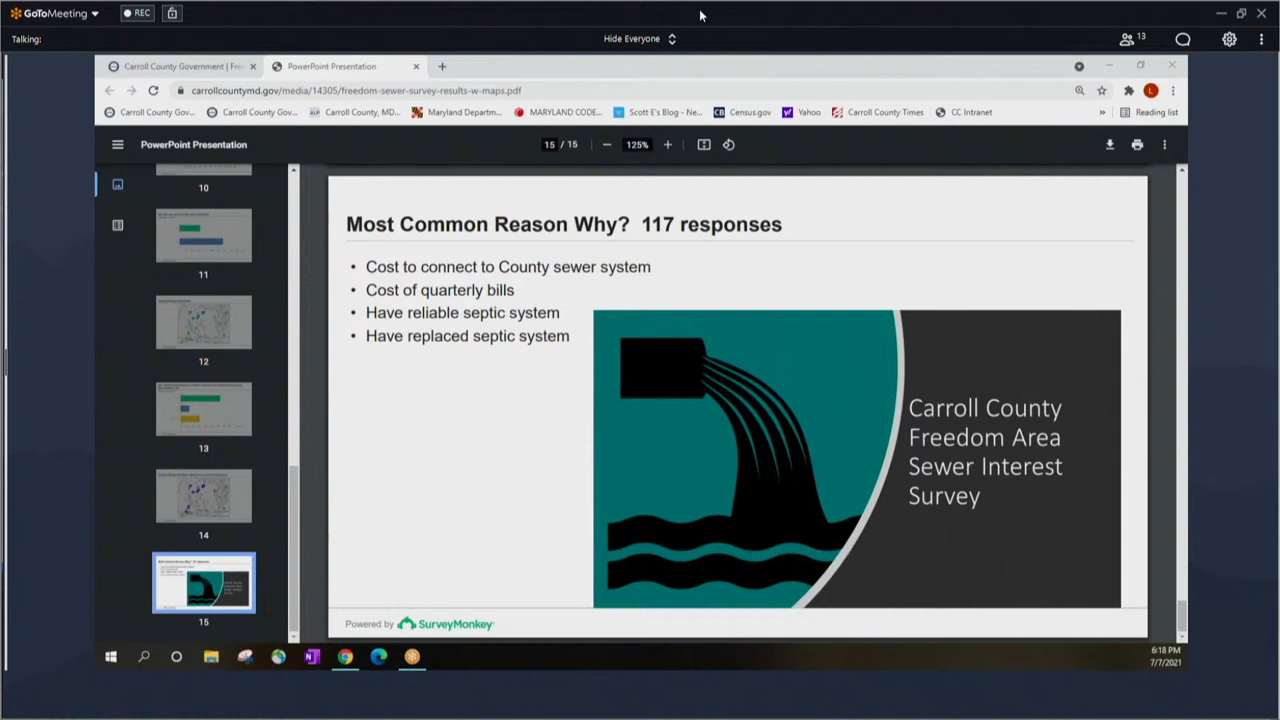 GoToMeeting
REC
Talking:
Hide Everyone
13
Carroll County Government | Fre
PowerPoint Presentation
carrollcountymd.gov/media/14305/freedom-sewer-survey-results-w-maps.pdf
Carroll County Gov...
Carroll County Gov...
Carroll County, MD...
Maryland Departm...
MARYLAND CODE...
Scott E's Blog - Ne...
CB Census.gov
Yahoo
Carroll County Times
CC Intranet
»
Reading list
PowerPoint Presentation
15 / 15
125%
10
11
12
13
14
15
Most Common Reason Why? 117 responses
• Cost to connect to County sewer system
• Cost of quarterly bills
• Have reliable septic system
• Have replaced septic system
Carroll County
Freedom Area
Sewer Interest
Survey
Powered by SurveyMonkey
6:18 PM
7/7/2021